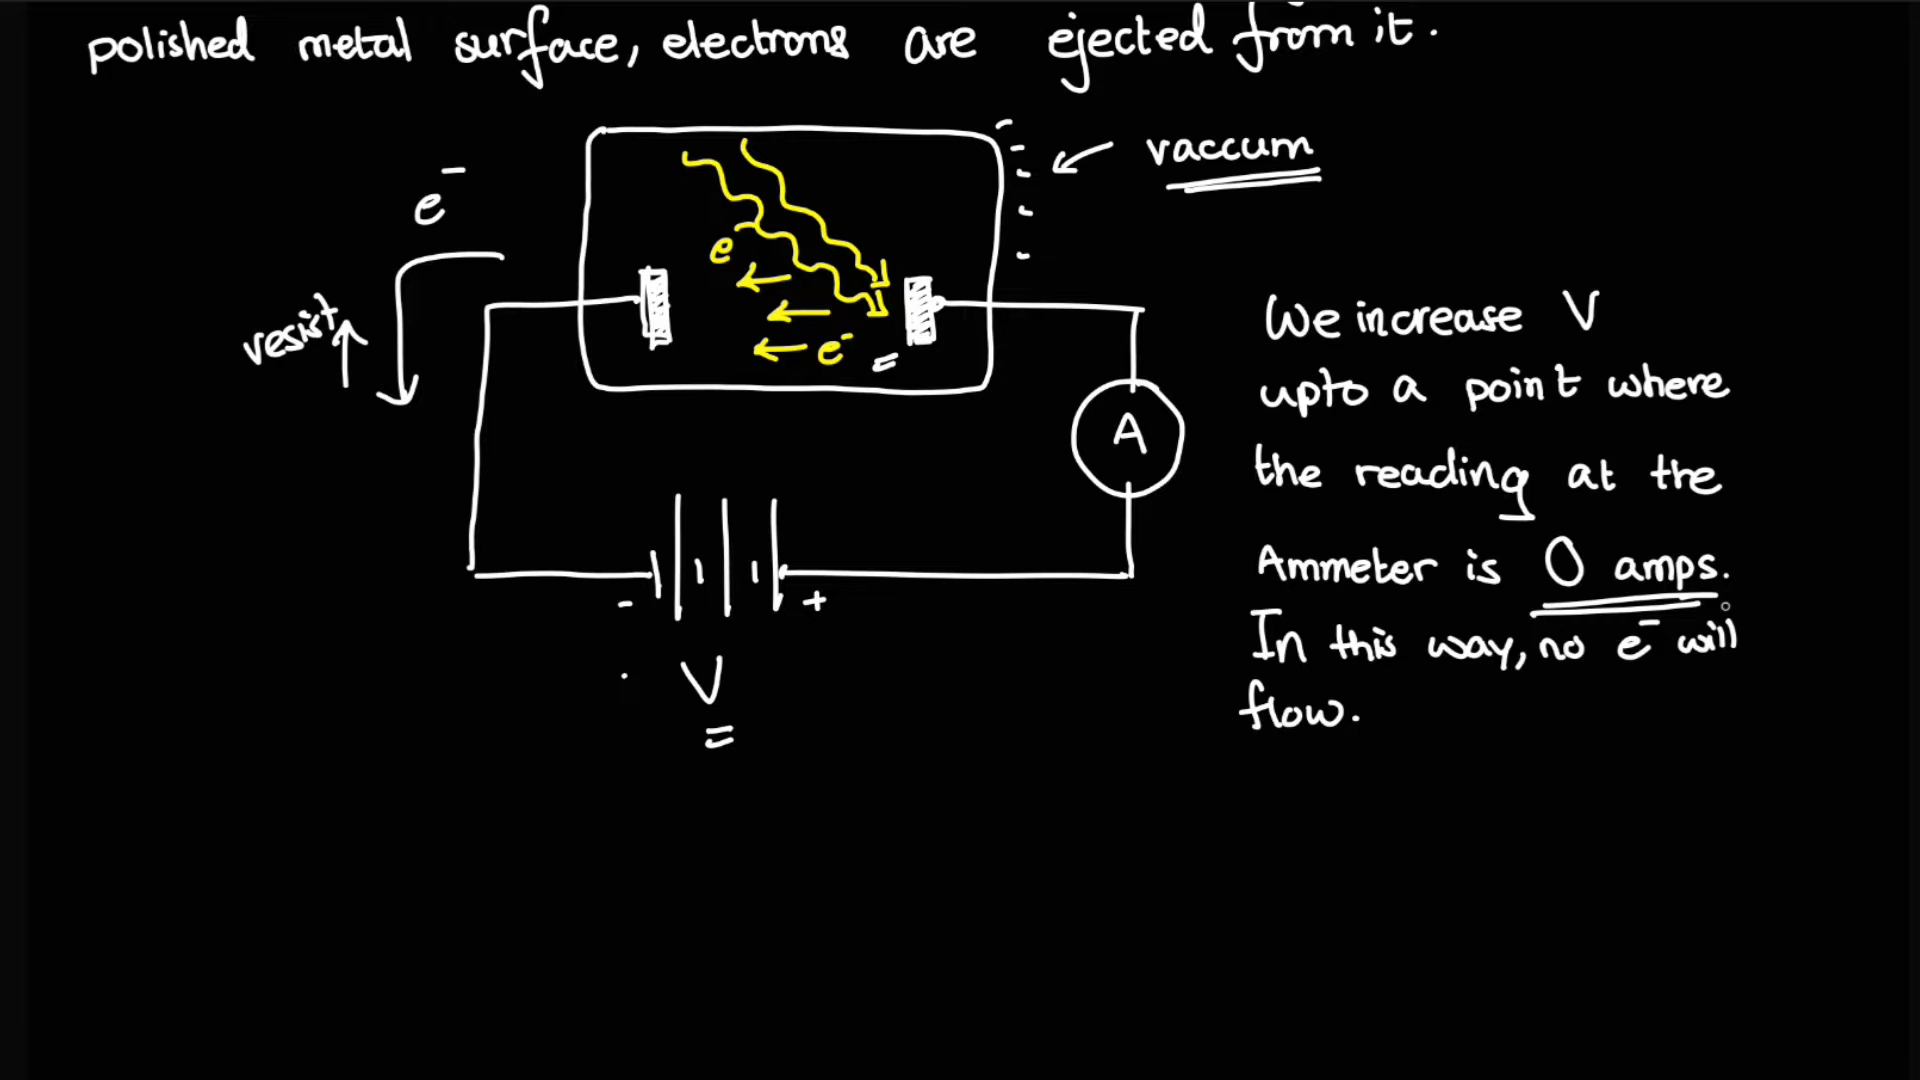 polished metal surface, electrons are ejected from it.
vaccum
e⁻
e⁻
resist
e⁻
We increase V
upto a point where
the reading at the
A
Ammeter is 0 amps.
- +
In this way, no e⁻ will
V
flow.